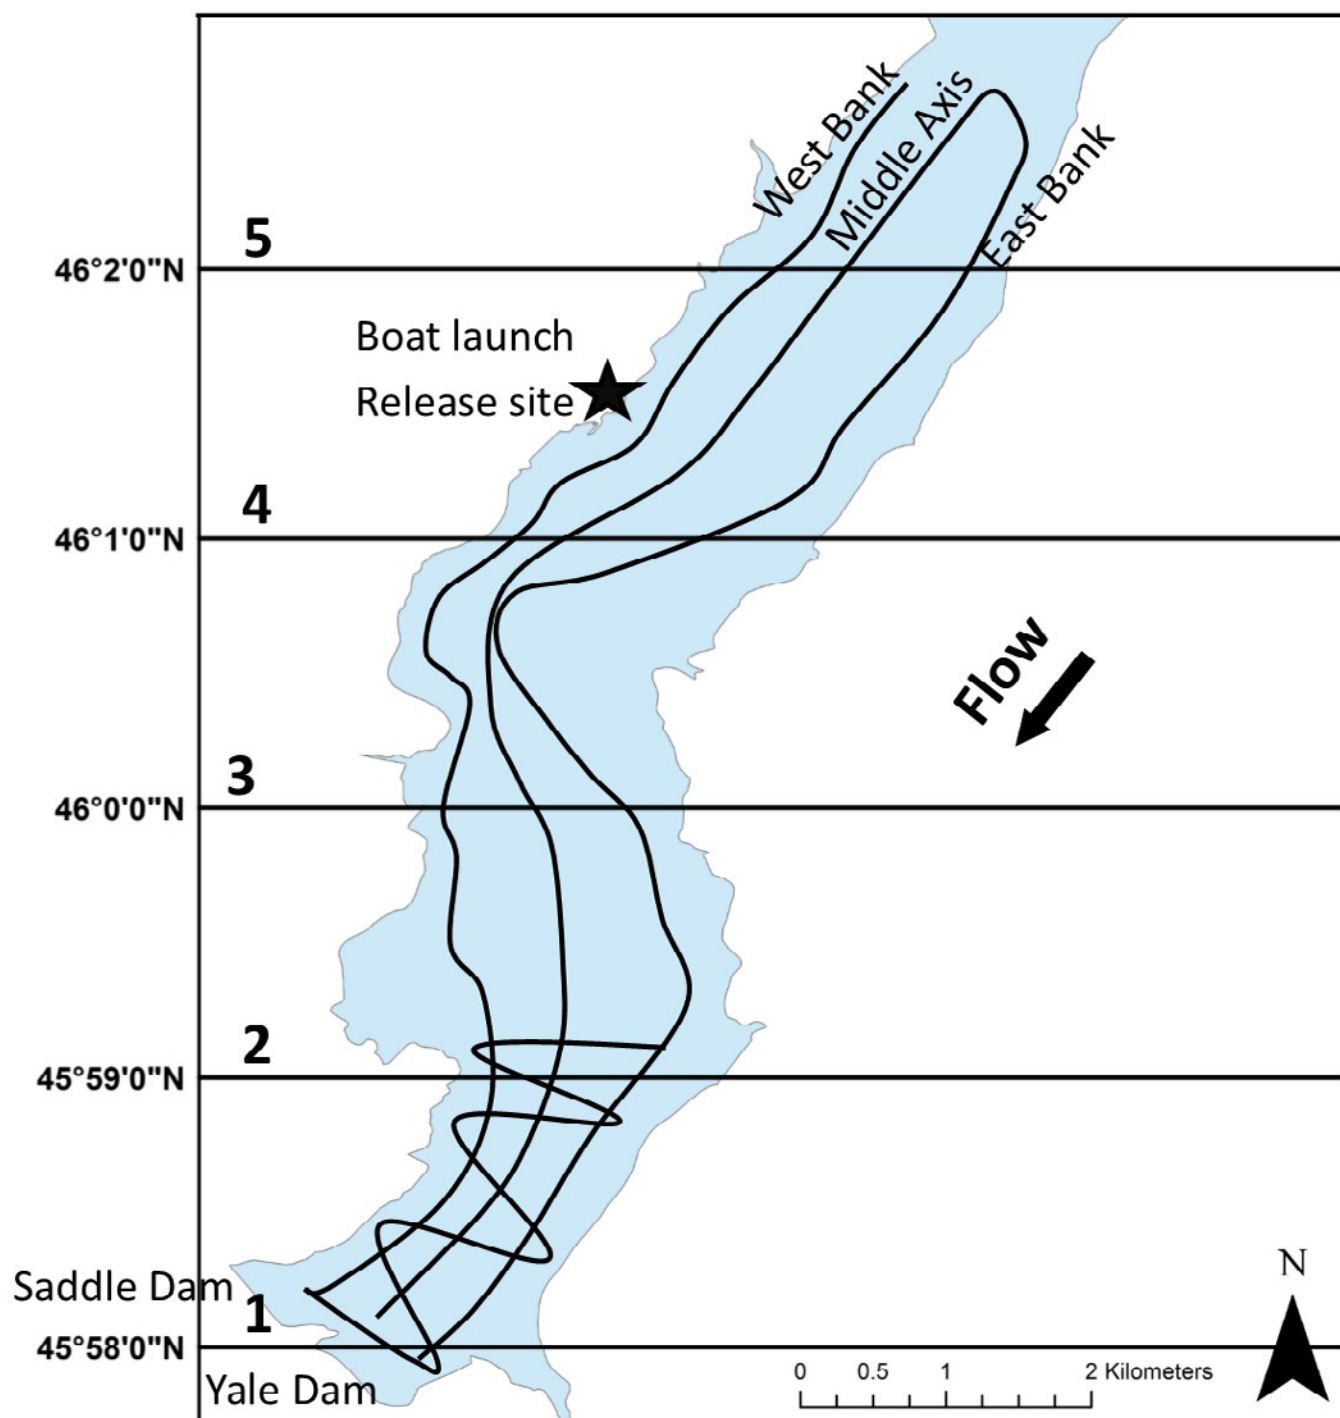 West Bank
Middle Axis
East Bank
5
46°2'0"N
Boat launch
Release site
4
46°1'0"N
Flow
3
46°0'0"N
2
45°59'0"N
N
Saddle Dam
1
45°58'0"N
0 0.5 1 2 Kilometers
Yale Dam